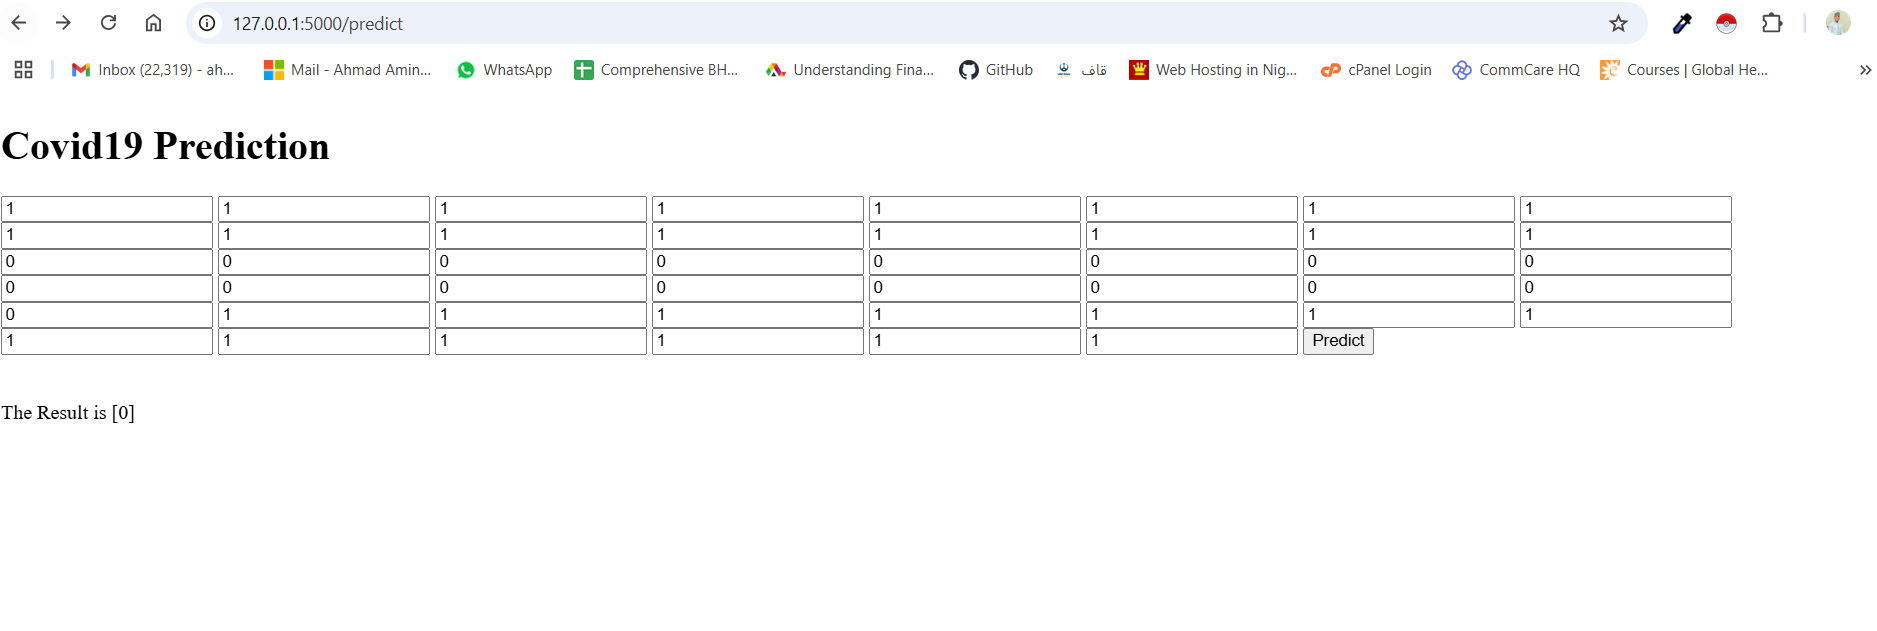 127.0.0.1:5000/predict
Inbox (22,319) - ah... Mail - Ahmad Amin... WhatsApp Comprehensive BH... Understanding Fina... GitHub قاف Web Hosting in Nig... cPanel Login CommCare HQ Courses | Global He... »
Covid19 Prediction
1 1 1 1 1 1 1 1
1 1 1 1 1 1 1 1
0 0 0 0 0 0 0 0
0 0 0 0 0 0 0 0
0 1 1 1 1 1 1 1
1 1 1 1 1 1 Predict
The Result is [0]